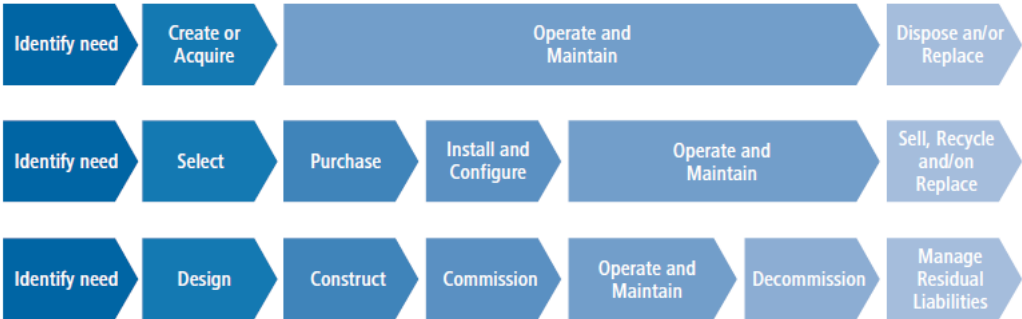 Identify need
Create or
Acquire
Operate and
Maintain
Dispose an/or
Replace
Identify need
Select
Purchase
Install and
Configure
Operate and
Maintain
Sell, Recycle
and/on
Replace
Identify need
Design
Construct
Commission
Operate and
Maintain
Decommission
Manage
Residual
Liabilities